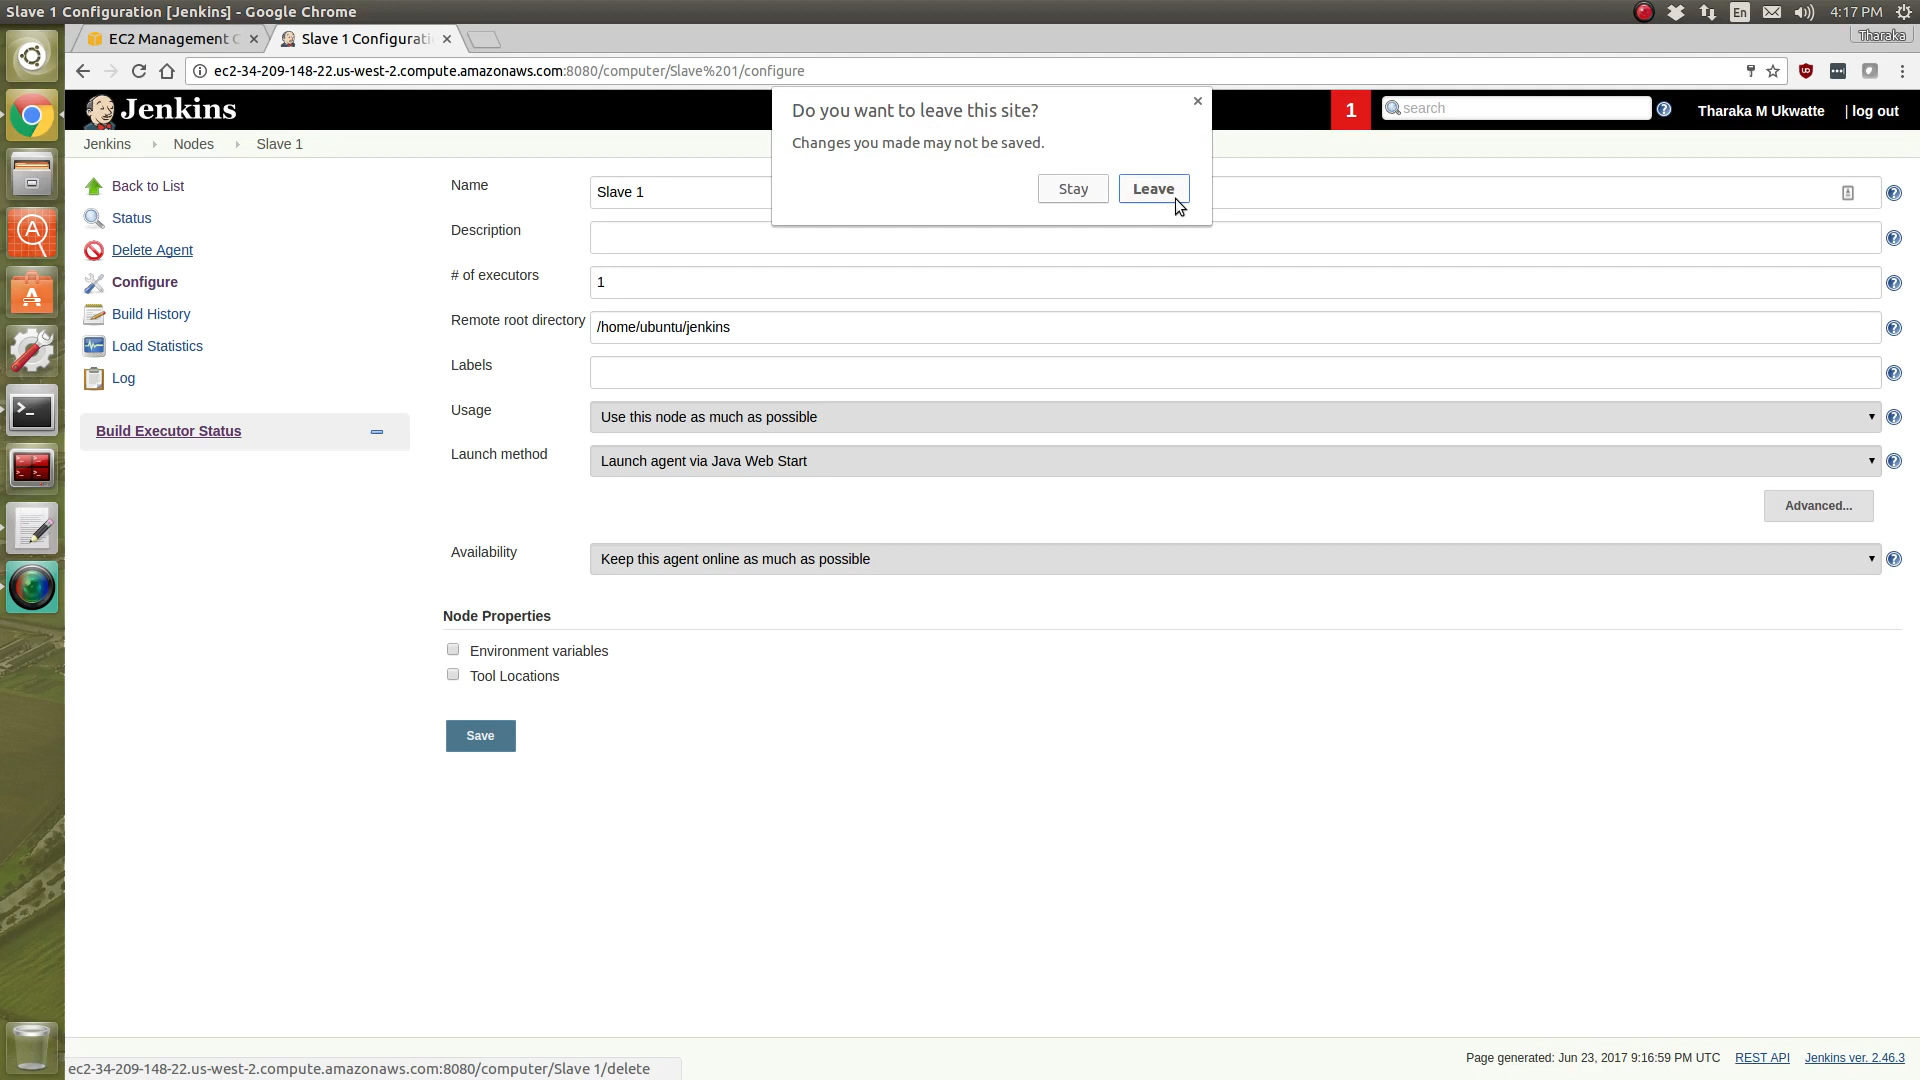 Slave 1 Configuration [Jenkins] - Google Chrome
En
4:17 PM
EC2 Management C
Slave 1 Configurati
Tharaka
ec2-34-209-148-22.us-west-2.compute.amazonaws.com:8080/computer/Slave%201/configure
Jenkins
1
search
Tharaka M Ukwatte
| log out
Do you want to leave this site?
Changes you made may not be saved.
Stay
Leave
Jenkins
Nodes
Slave 1
Back to List
Status
Delete Agent
Configure
Build History
Load Statistics
Log
Build Executor Status
Name
Slave 1
Description
# of executors
1
Remote root directory
/home/ubuntu/jenkins
Labels
Usage
Use this node as much as possible
Launch method
Launch agent via Java Web Start
Advanced...
Availability
Keep this agent online as much as possible
Node Properties
Environment variables
Tool Locations
Save
Page generated: Jun 23, 2017 9:16:59 PM UTC
REST API
Jenkins ver. 2.46.3
ec2-34-209-148-22.us-west-2.compute.amazonaws.com:8080/computer/Slave 1/delete